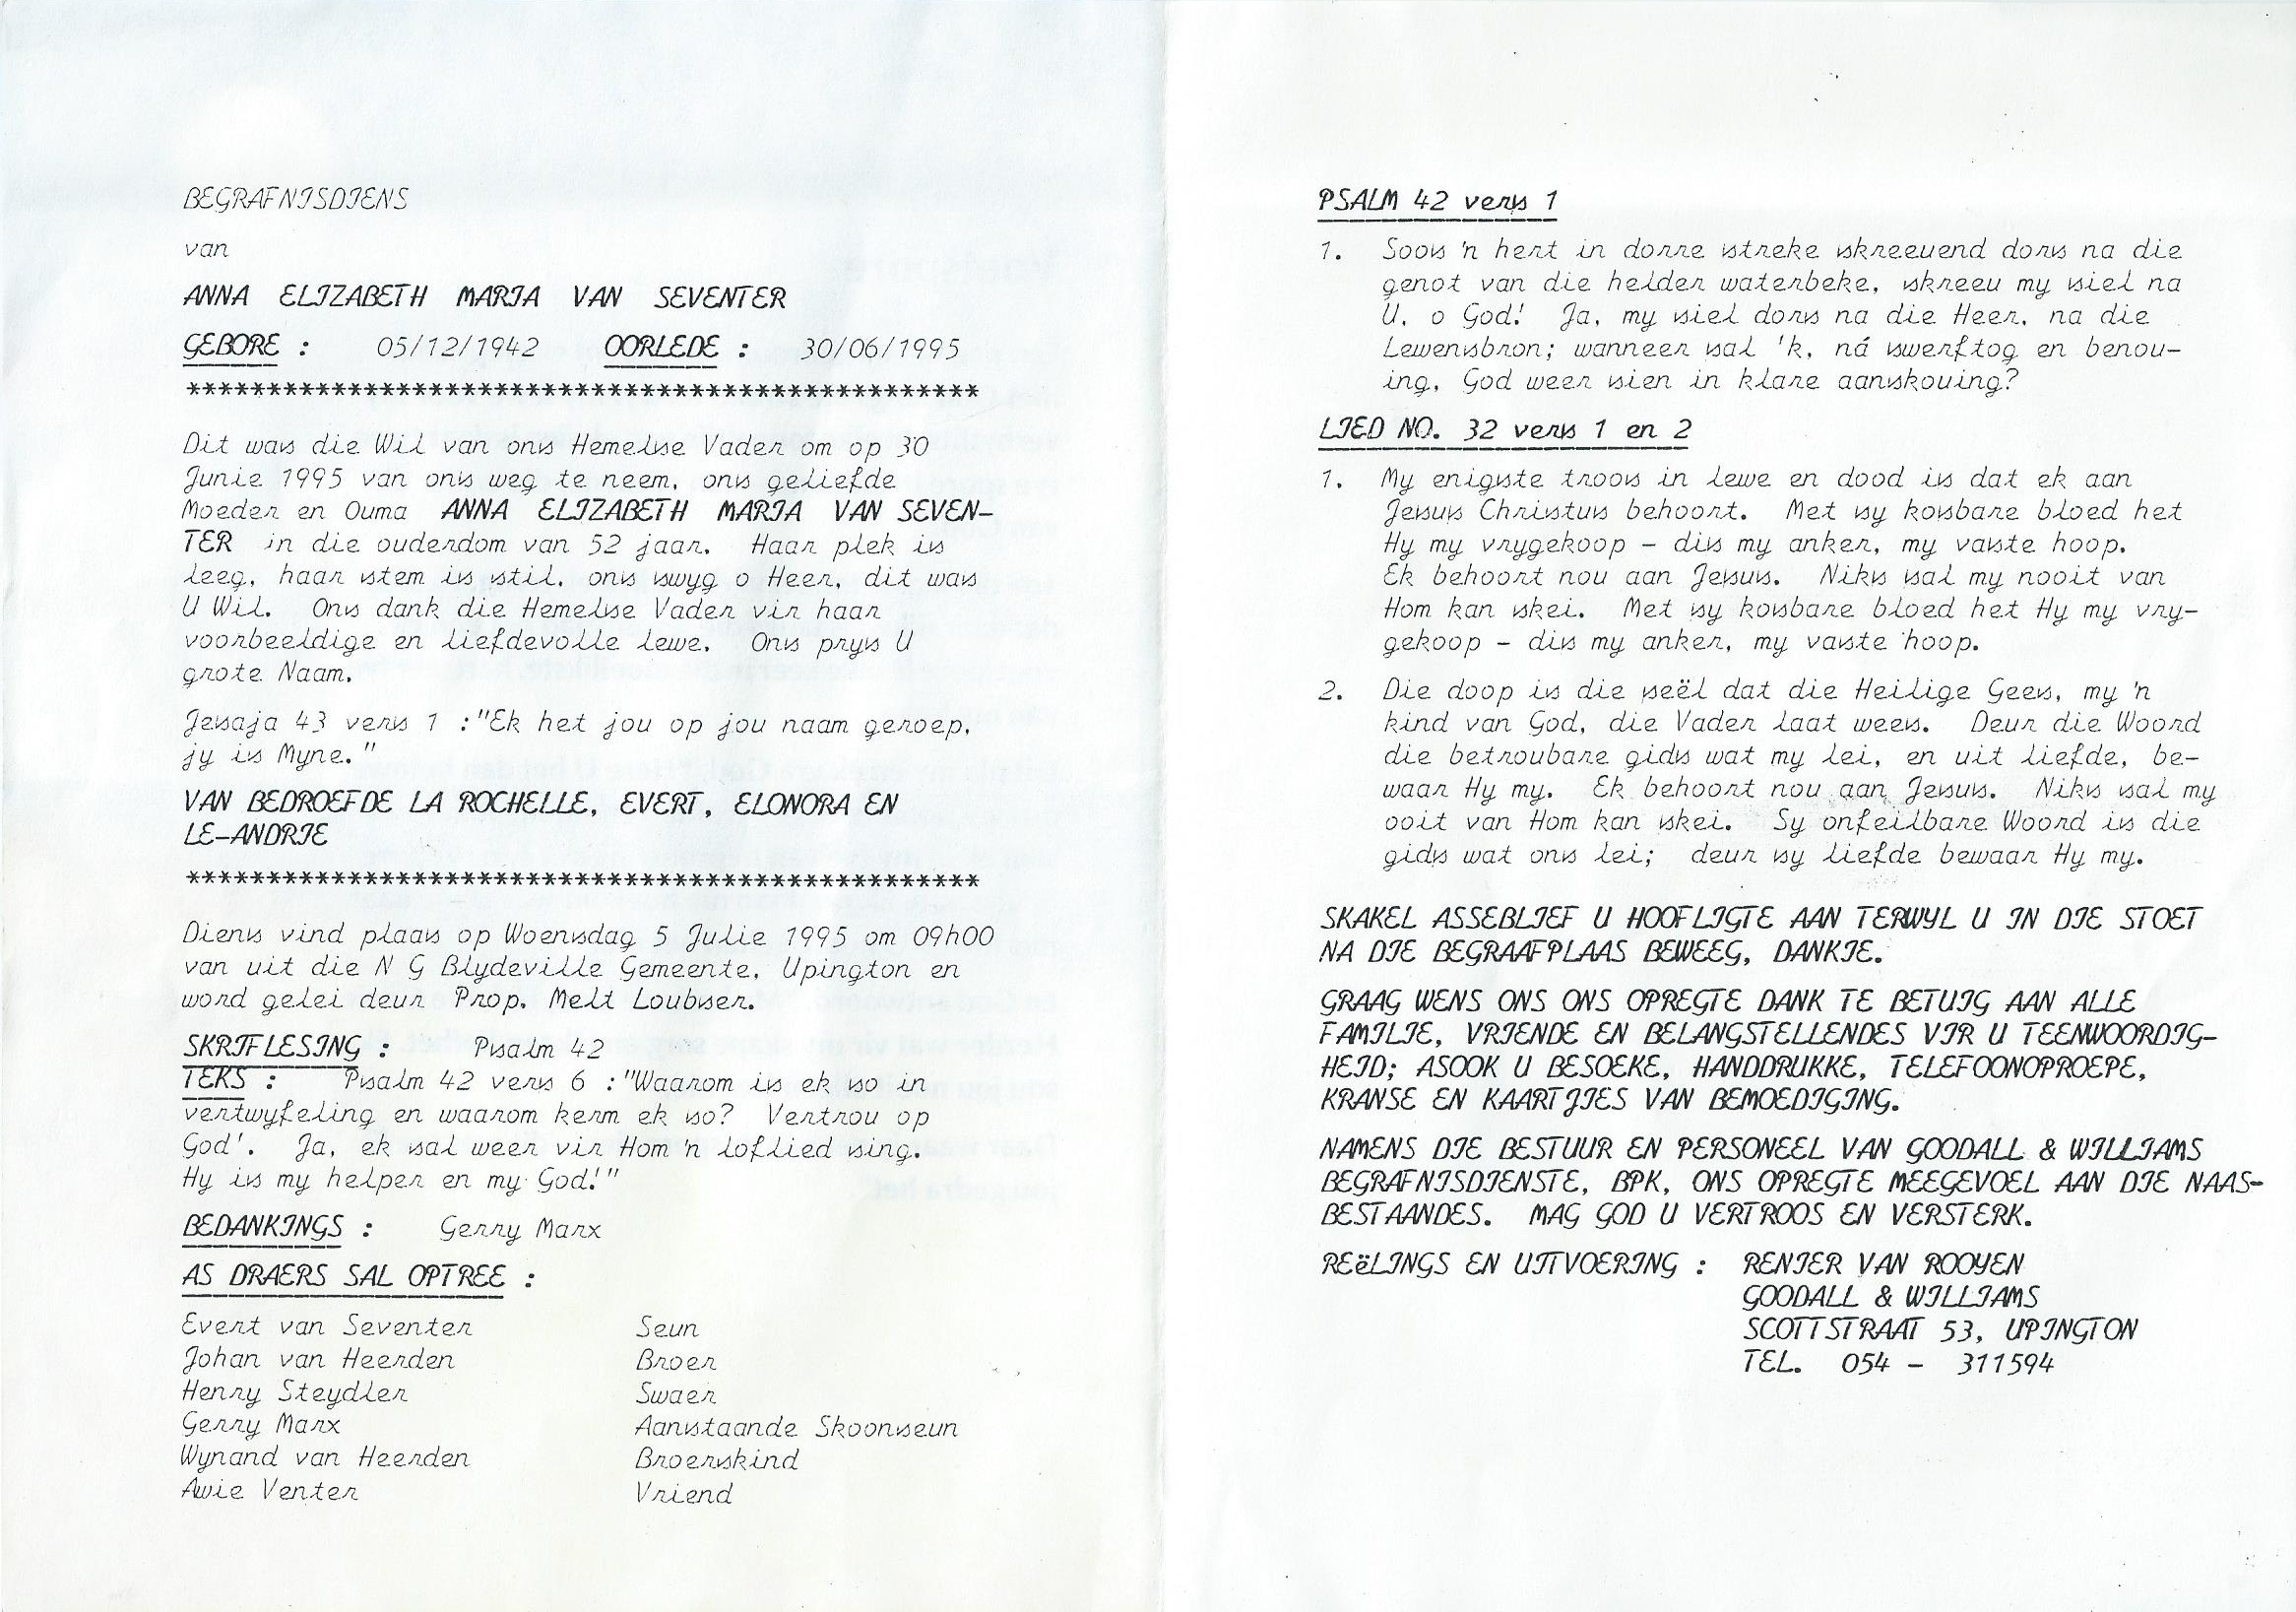 BEGRAFNISDIENS
van
ANNA ELIZABETH MARIA VAN SEVENTER
GEBORE : 05/12/1942 OORLEDE : 30/06/1995
**************************************************
Dit was die Wil van ons Hemelse Vader om op 30
Junie 1995 van ons weg te neem, ons geliefde
Moeder en Ouma ANNA ELIZABETH MARIA VAN SEVEN-
TER in die ouderdom van 52 jaar. Haar plek is
leeg, haar stem is stil, ons swyg o Heer, dit was
U Wil. Ons dank die Hemelse Vader vir haar
voorbeeldige en liefdevolle lewe. Ons prys U
grote Naam.
Jesaja 43 vers 1 :"Ek het jou op jou naam geroep,
jy is Myne."
VAN BEDROEFDE LA ROCHELLE, EVERT, ELONORA EN
LE-ANDRIE
**************************************************
Diens vind plaas op Woensdag 5 Julie 1995 om 09h00
van uit die N G Blydeville Gemeente, Upington en
word gelei deur Prop. Melt Loubser.
SKRIFLESING : Psalm 42
TEKS : Psalm 42 vers 6 :"Waarom is ek so in
vertwyfeling en waarom kerm ek so? Vertrou op
God'. Ja, ek sal weer vir Hom 'n loflied sing.
Hy is my helper en my God!"
BEDANKINGS : Gerry Marx
AS DRAERS SAL OPTREE :
Evert van Seventer Seun
Johan van Heerden Broer
Henry Steydler Swaer
Gerry Marx Aanstaande Skoonseun
Wynand van Heerden Broerskind
Awie Venter Vriend
PSALM 42 vers 1
1. Soos 'n hert in dorre streke skreeuend dors na die
genot van die helder waterbeke, skreeu my siel na
U, o God! Ja, my siel dors na die Heer, na die
Lewensbron; wanneer sal 'k, ná swerftog en benou-
ing, God weer sien in klare aanskouing?
LIED NO. 32 vers 1 en 2
1. My enigste troos in lewe en dood is dat ek aan
Jesus Christus behoort. Met sy kosbare bloed het
Hy my vrygekoop - dis my anker, my vaste hoop.
Ek behoort nou aan Jesus. Niks sal my nooit van
Hom kan skei. Met sy kosbare bloed het Hy my vry-
gekoop - dis my anker, my vaste hoop.
2. Die doop is die seël dat die Heilige Gees, my 'n
kind van God, die Vader laat wees. Deur die Woord
die betroubare gids wat my lei, en uit liefde, be-
waar Hy my. Ek behoort nou aan Jesus. Niks sal my
ooit van Hom kan skei. Sy onfeilbare Woord is die
gids wat ons lei; deur sy liefde bewaar Hy my.
SKAKEL ASSEBLIEF U HOOFLIGTE AAN TERWYL U IN DIE STOET
NA DIE BEGRAAFPLAAS BEWEEG, DANKIE.
GRAAG WENS ONS ONS OPREGTE DANK TE BETUIG AAN ALLE
FAMILIE, VRIENDE EN BELANGSTELLENDES VIR U TEENWOORDIG-
HEID; ASOOK U BESOEKE, HANDDRUKKE, TELEFOONOPROEPE,
KRANSE EN KAARTJIES VAN BEMOEDIGING.
NAMENS DIE BESTUUR EN PERSONEEL VAN GOODALL & WILLIAMS
BEGRAFNISDIENSTE, BPK, ONS OPREGTE MEEGEVOEL AAN DIE NAAS-
BESTAANDES. MAG GOD U VERTROOS EN VERSTERK.
REëLINGS EN UITVOERING : RENIER VAN ROOYEN
GOODALL & WILLIAMS
SCOTTSTRAAT 53, UPINGTON
TEL. 054 - 311594